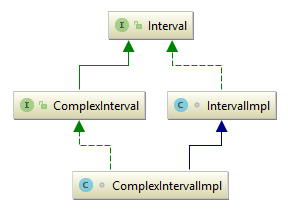 I Interval
I ComplexInterval
C IntervalImpl
C ComplexIntervalImpl